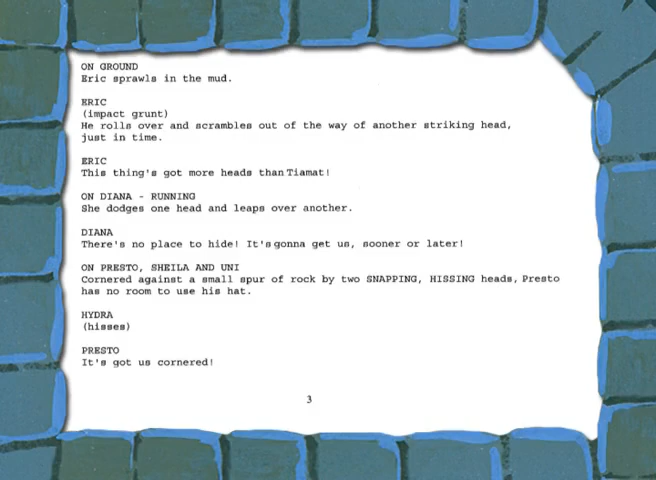 ON GROUND
Eric sprawls in the mud.
ERIC
(impact grunt)
He rolls over and scrambles out of the way of another striking head,
just in time.
ERIC
This thing's got more heads than Tiamat!
ON DIANA - RUNNING
She dodges one head and leaps over another.
DIANA
There's no place to hide! It's gonna get us, sooner or later!
ON PRESTO, SHEILA AND UNI
Cornered against a small spur of rock by two SNAPPING, HISSING heads, Presto
has no room to use his hat.
HYDRA
(hisses)
PRESTO
It's got us cornered!
3